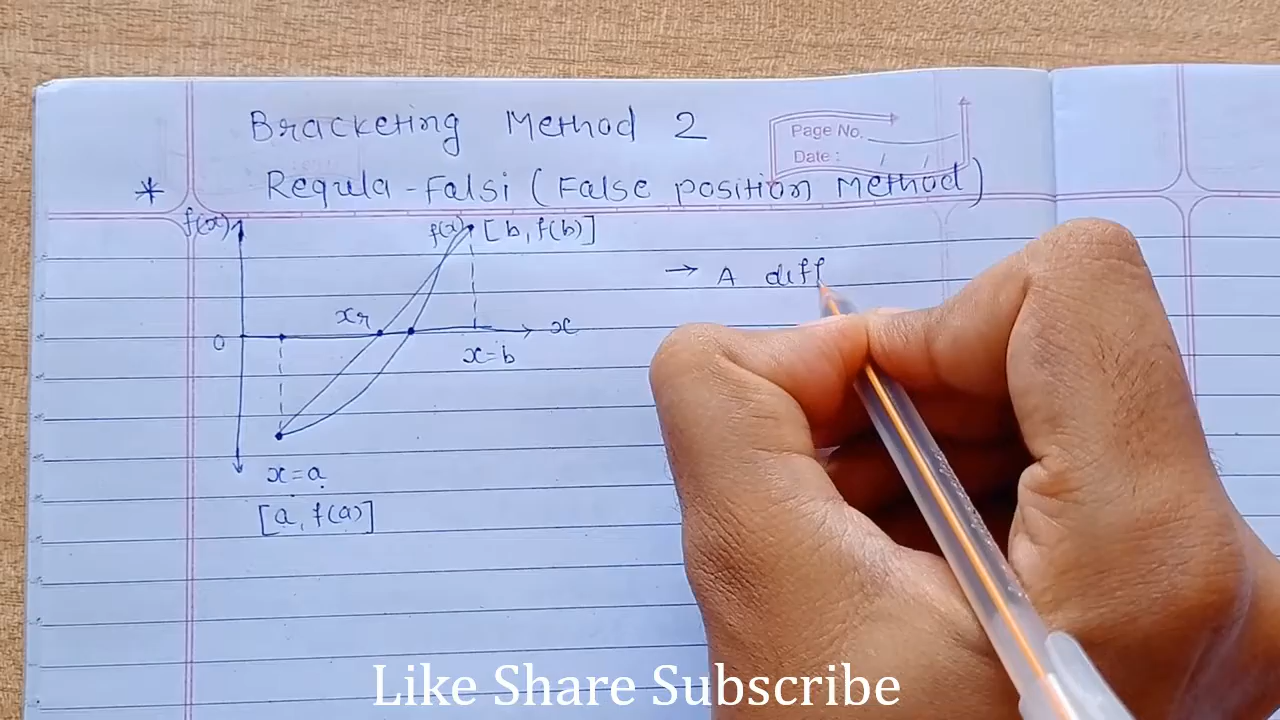 Bracketing Method 2
Page No.
Date : / /
* Regula-Falsi (False position Method)
f(x)
f(x) [b, f(b)]
→ A diff
xr
x
0
x=b
x=a
[a, f(a)]
Like Share Subscribe